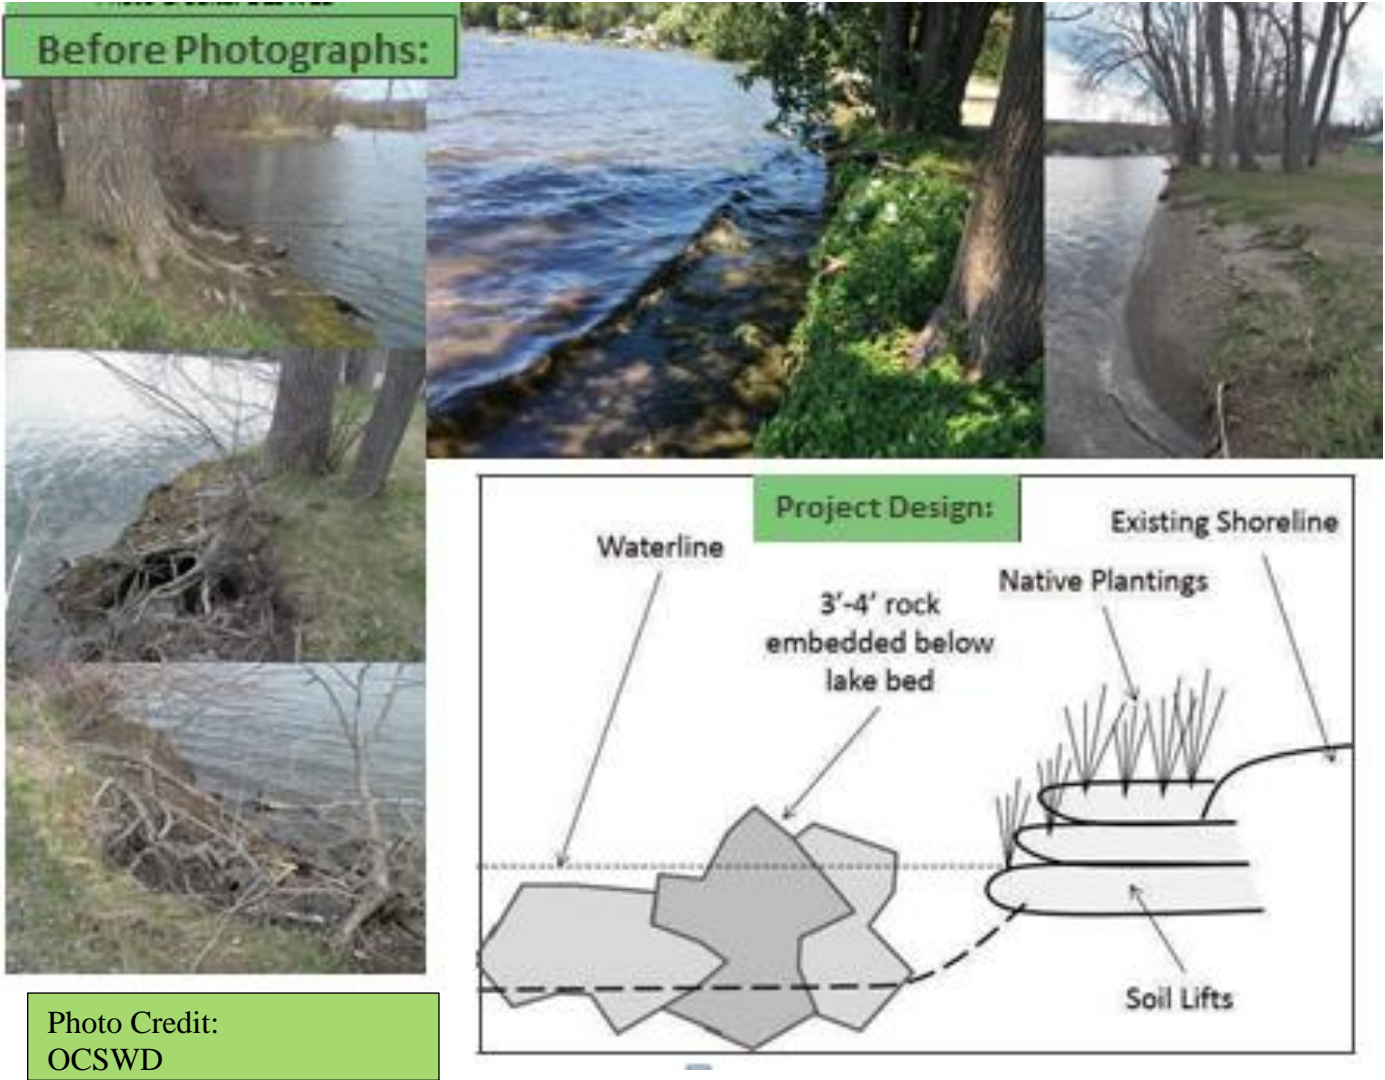 Before Photographs:
Project Design:
Existing Shoreline
Waterline
Native Plantings
3'-4' rock
embedded below
lake bed
Soil Lifts
Photo Credit:
OCSWD